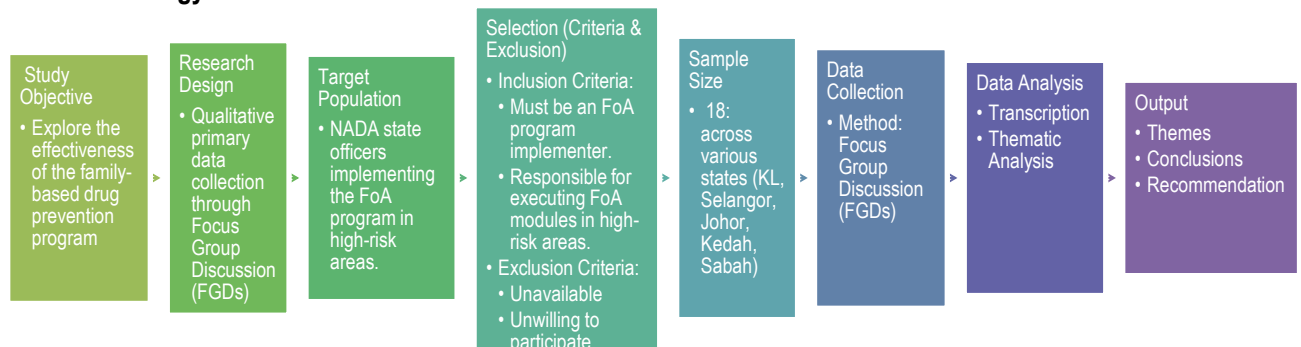 Study
Objective
• Explore the
effectiveness
of the family-
based drug
prevention
program
Research
Design
• Qualitative
primary
data
collection
through
Focus
Group
Discussion
(FGDs)
Target
Population
• NADA state
officers
implementing
the FoA
program in
high-risk
areas.
Selection (Criteria &
Exclusion)
• Inclusion Criteria:
• Must be an FoA
program
implementer.
• Responsible for
executing FoA
modules in high-
risk areas.
• Exclusion Criteria:
• Unavailable
• Unwilling to
participate
Sample
Size
• 18:
across
various
states (KL,
Selangor,
Johor,
Kedah,
Sabah)
Data
Collection
• Method:
Focus
Group
Discussion
(FGDs)
Data Analysis
• Transcription
• Thematic
Analysis
Output
• Themes
• Conclusions
• Recommendation